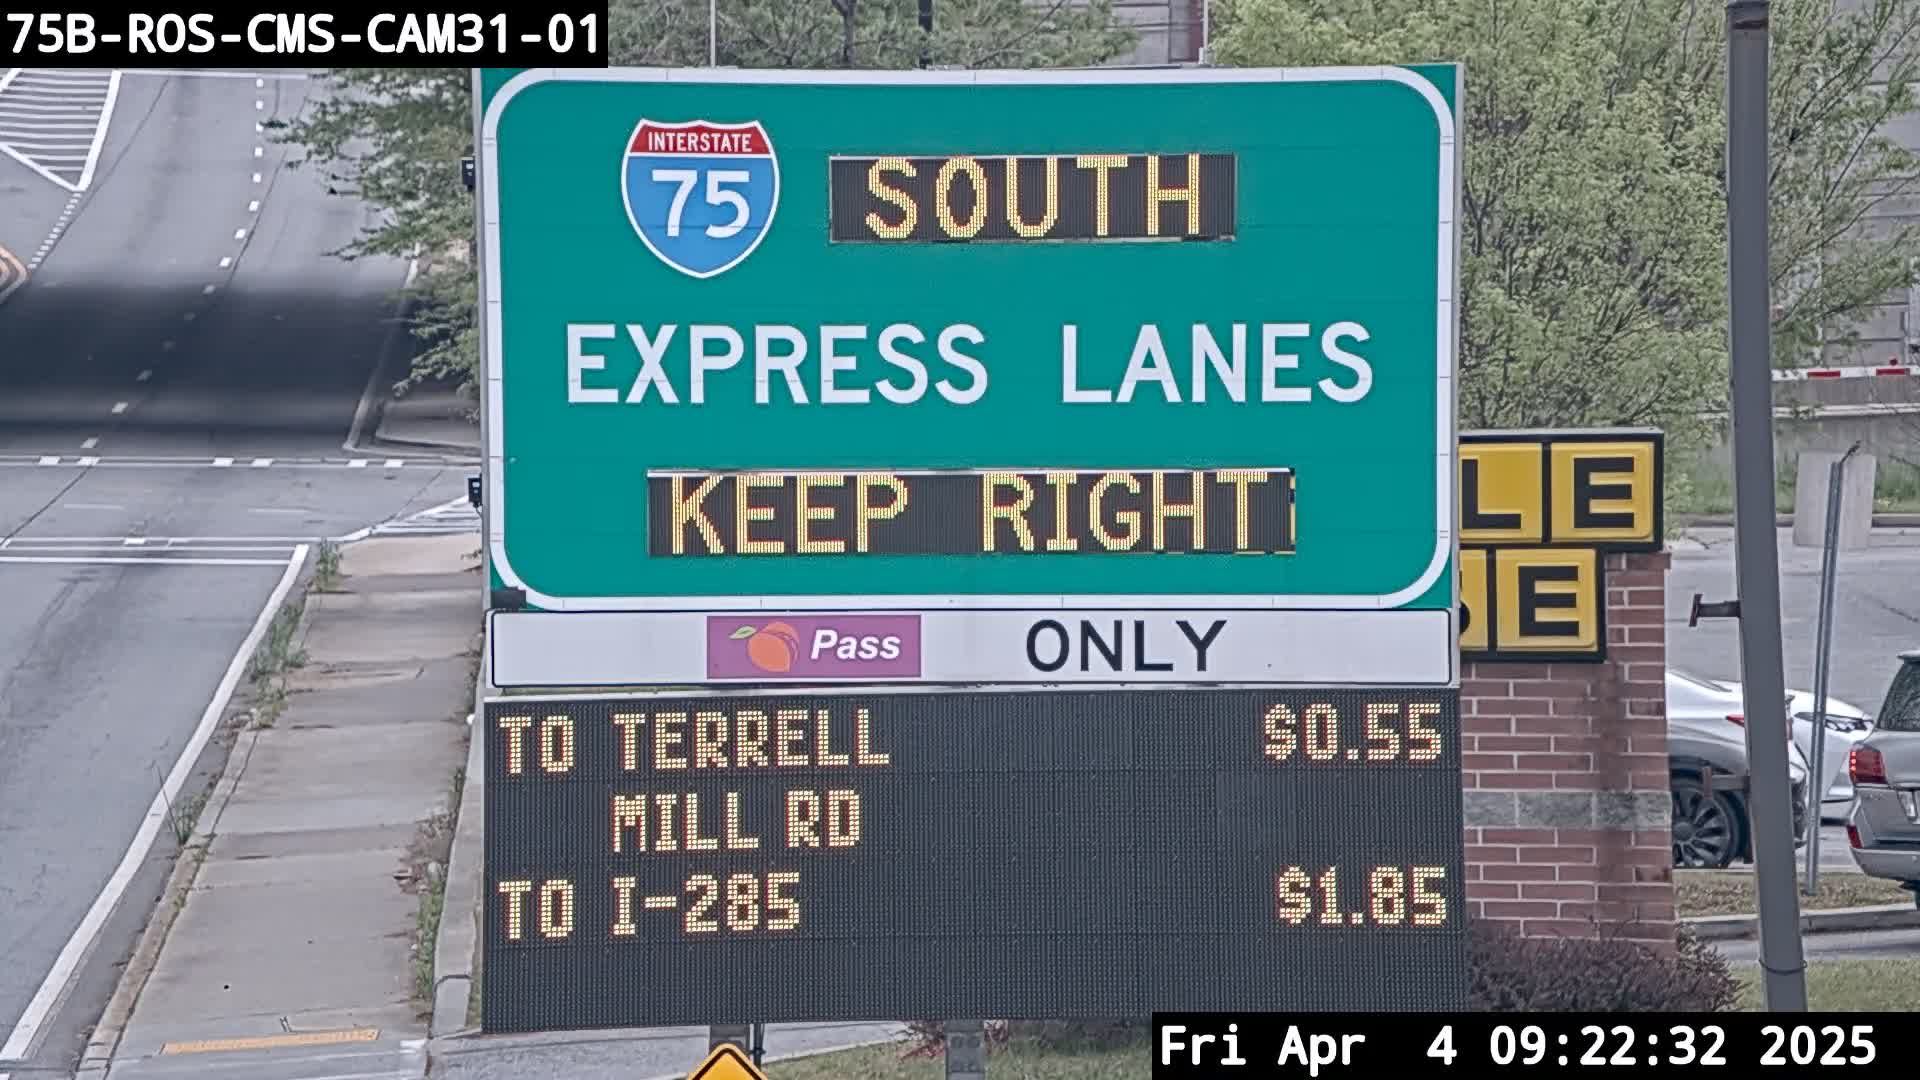 75B-ROS-CMS-CAM31-01
INTERSTATE
75
SOUTH
EXPRESS LANES
KEEP RIGHT
Pass ONLY
TO TERRELL $0.55
MILL RD
TO I-285 $1.85
LE
E
Fri Apr 4 09:22:32 2025